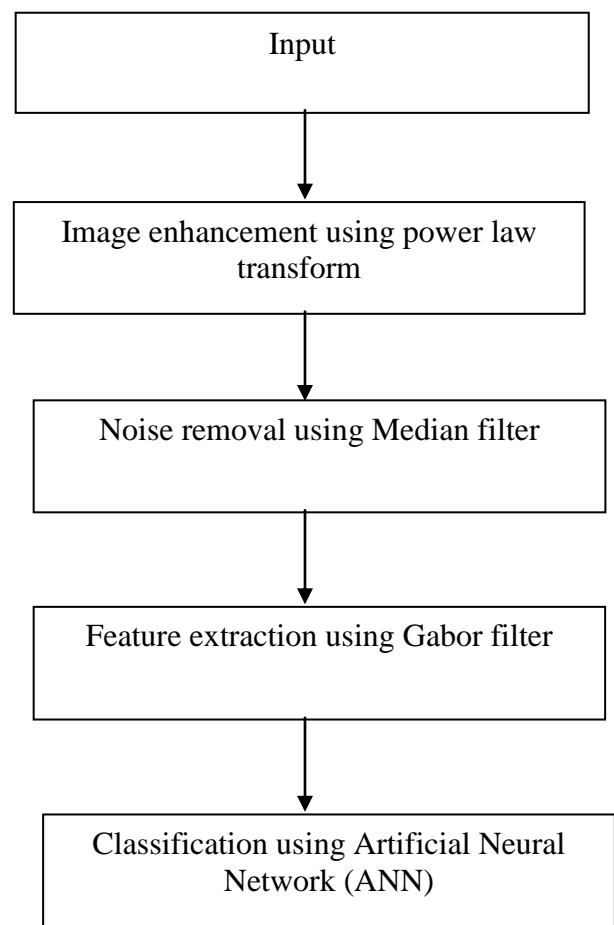 Input
Image enhancement using power law
transform
Noise removal using Median filter
Feature extraction using Gabor filter
Classification using Artificial Neural
Network (ANN)